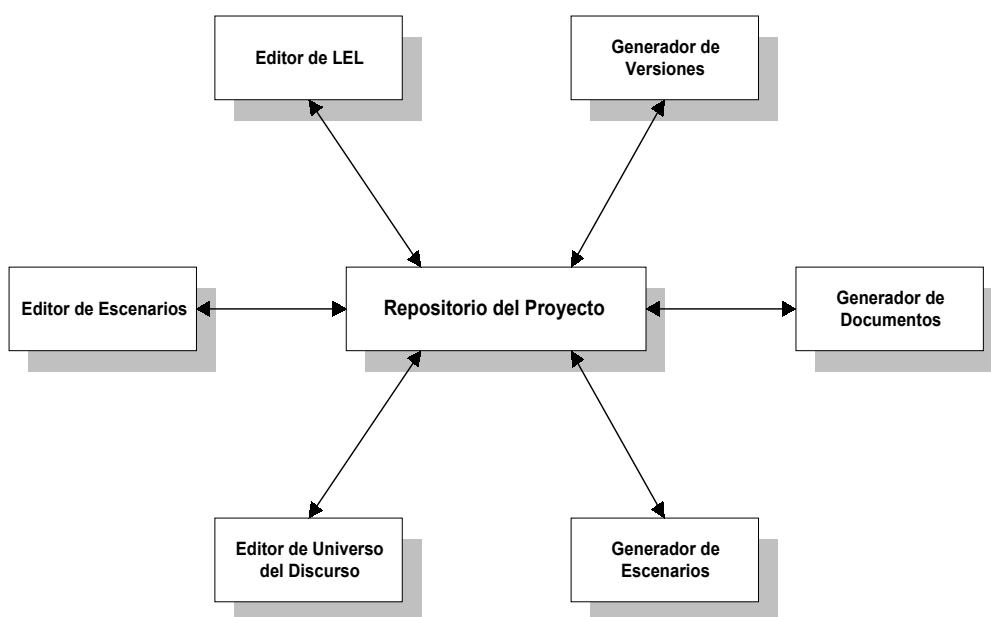 Editor de LEL
Generador de
Versiones
Editor de Escenarios
Repositorio del Proyecto
Generador de
Documentos
Editor de Universo
del Discurso
Generador de
Escenarios